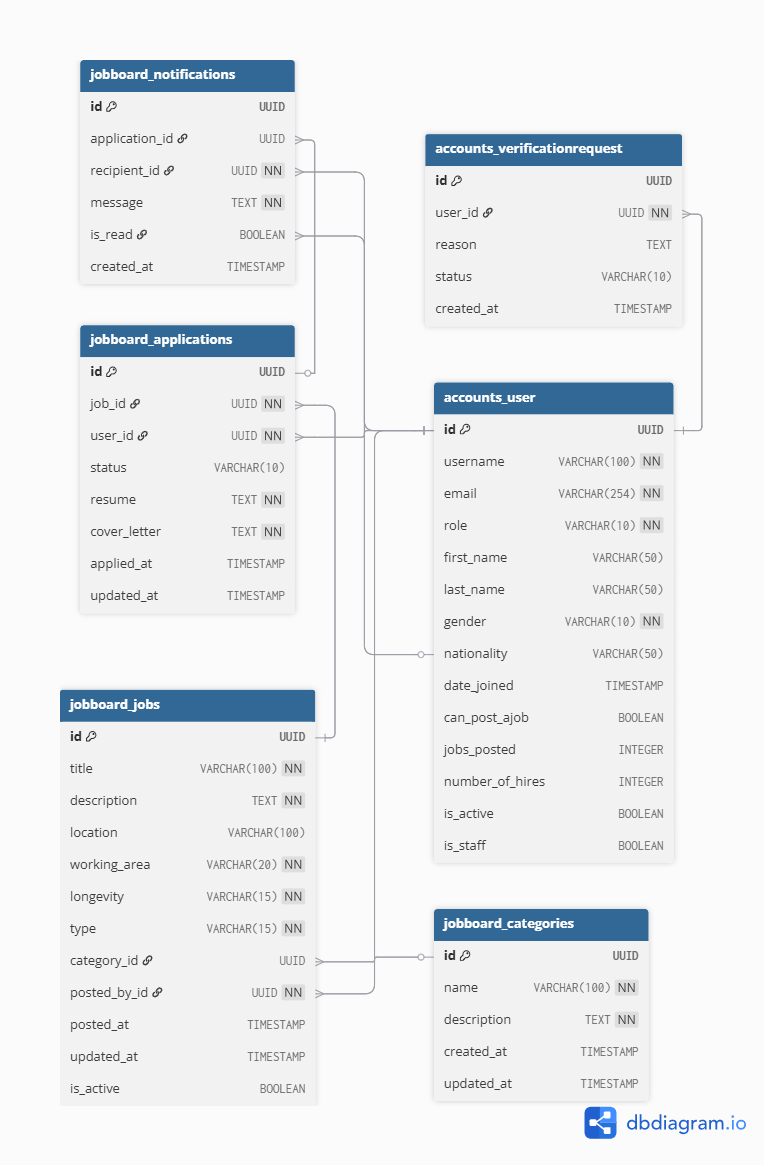 jobboard_notifications
id UUID
application_id UUID
recipient_id UUID NN
message TEXT NN
is_read BOOLEAN
created_at TIMESTAMP
accounts_verificationrequest
id UUID
user_id UUID NN
reason TEXT
status VARCHAR(10)
created_at TIMESTAMP
jobboard_applications
id UUID
job_id UUID NN
user_id UUID NN
status VARCHAR(10)
resume TEXT NN
cover_letter TEXT NN
applied_at TIMESTAMP
updated_at TIMESTAMP
accounts_user
id UUID
username VARCHAR(100) NN
email VARCHAR(254) NN
role VARCHAR(10) NN
first_name VARCHAR(50)
last_name VARCHAR(50)
gender VARCHAR(10) NN
nationality VARCHAR(50)
date_joined TIMESTAMP
can_post_ajob BOOLEAN
jobs_posted INTEGER
number_of_hires INTEGER
is_active BOOLEAN
is_staff BOOLEAN
jobboard_jobs
id UUID
title VARCHAR(100) NN
description TEXT NN
location VARCHAR(100)
working_area VARCHAR(20) NN
longevity VARCHAR(15) NN
type VARCHAR(15) NN
category_id UUID
posted_by_id UUID NN
posted_at TIMESTAMP
updated_at TIMESTAMP
is_active BOOLEAN
jobboard_categories
id UUID
name VARCHAR(100) NN
description TEXT NN
created_at TIMESTAMP
updated_at TIMESTAMP
dbdiagram.io